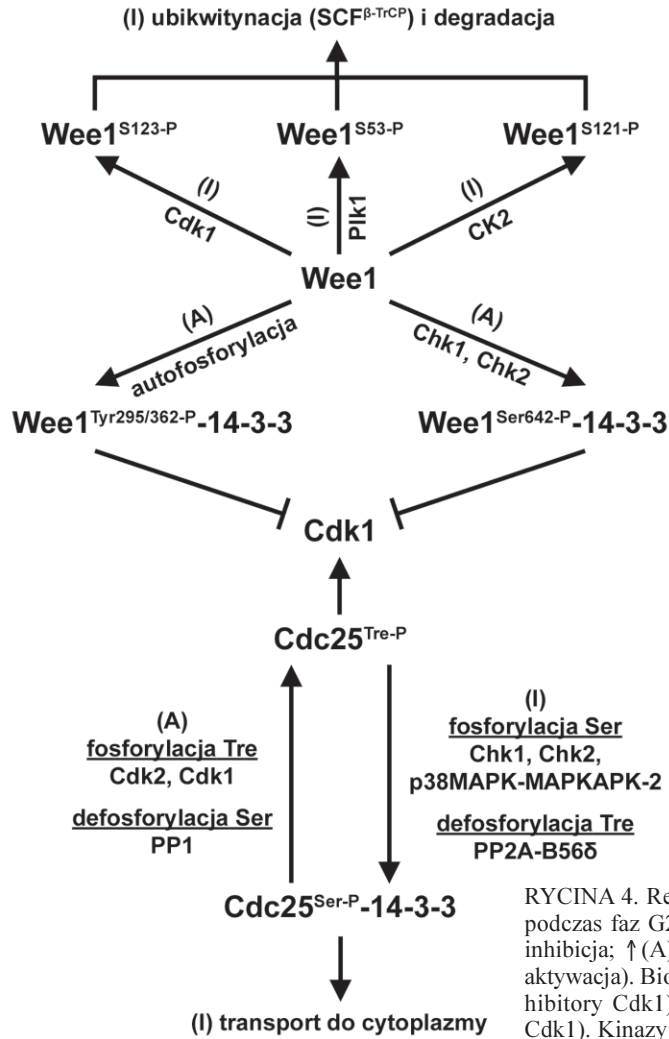 (I) ubikwitynacja (SCFβ-TrCP) i degradacja
Wee1S123-P Wee1S53-P Wee1S121-P
(I) Cdk1
(I) Plk1
(I) CK2
Wee1
(A) autofosforylacja
(A) Chk1, Chk2
Wee1Tyr295/362-P-14-3-3 Wee1Ser642-P-14-3-3
Cdk1
Cdc25Tre-P
(A)
fosforylacja Tre
Cdk2, Cdk1
defosforylacja Ser
PP1
(I)
fosforylacja Ser
Chk1, Chk2,
p38MAPK-MAPKAPK-2
defosforylacja Tre
PP2A-B56δ
Cdc25Ser-P-14-3-3
(I) transport do cytoplazmy
RYCINA 4. Re
podczas faz G2
inhibicja; ↑(A)
aktywacja). Bio
hibitory Cdk1)
Cdk1). Kinazy